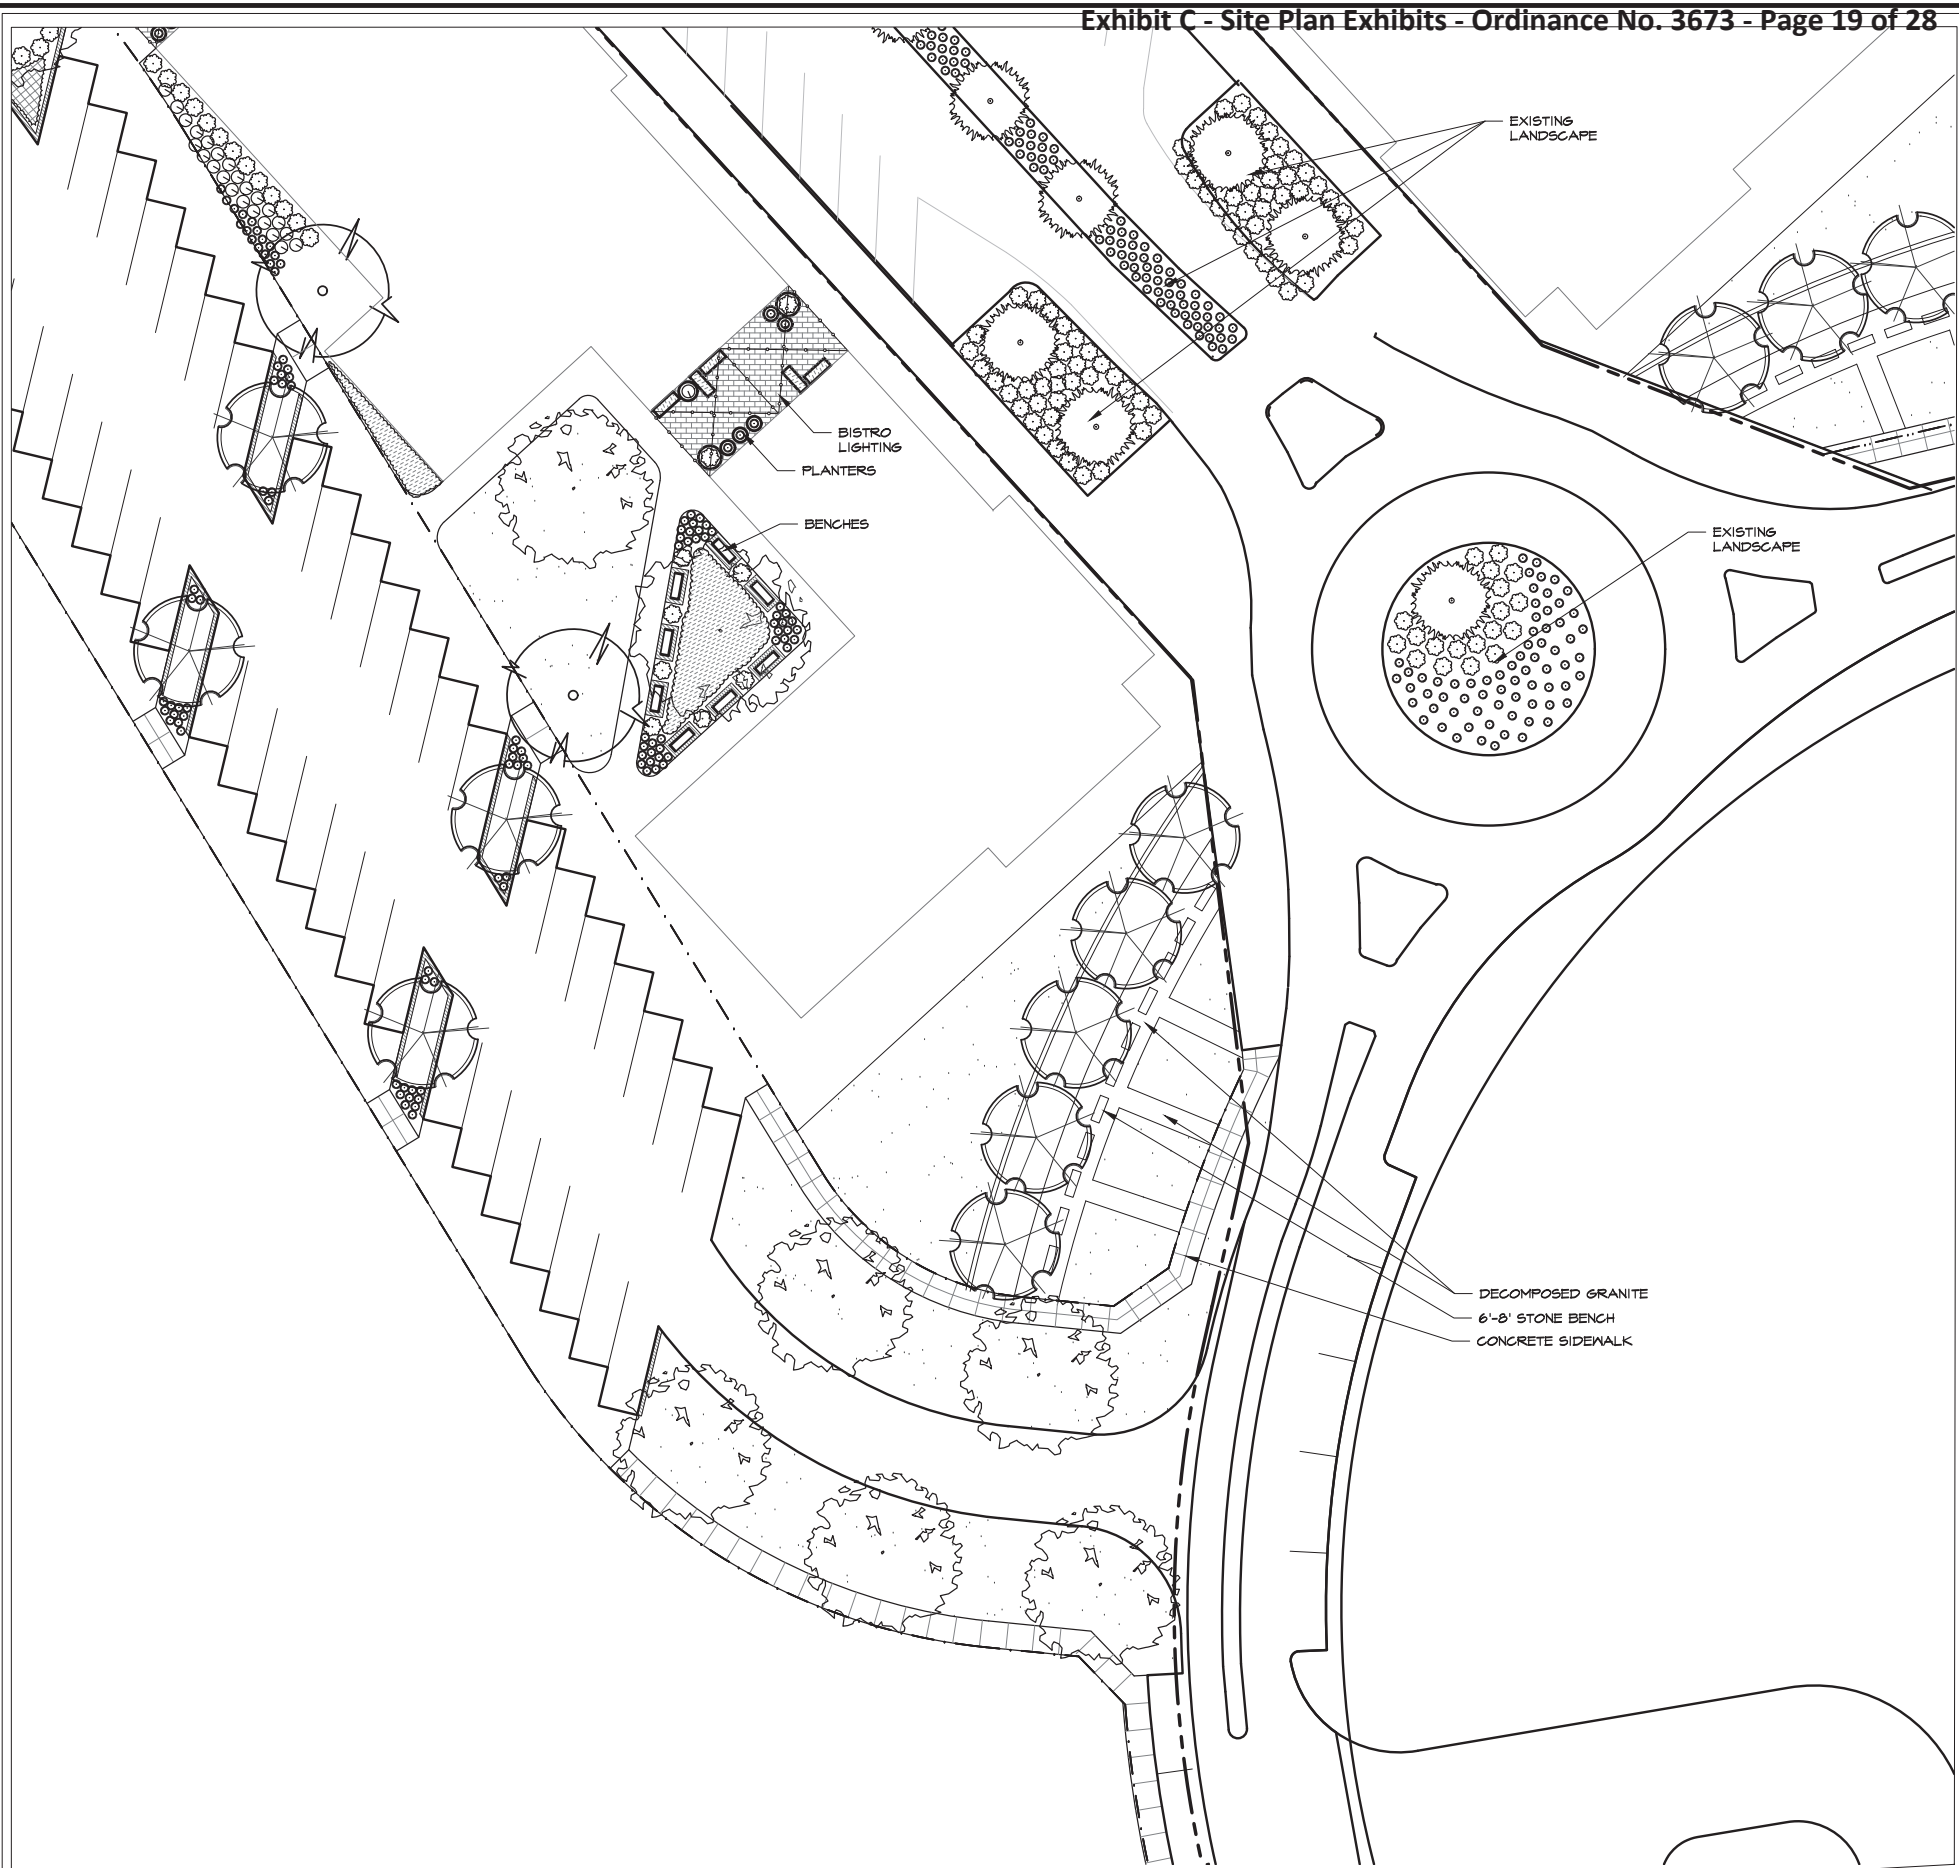 Exhibit C - Site Plan Exhibits - Ordinance No. 3673 - Page 19 of 28
EXISTING
LANDSCAPE
BISTRO
LIGHTING
PLANTERS
BENCHES
EXISTING
LANDSCAPE
DECOMPOSED GRANITE
6'-8' STONE BENCH
CONCRETE SIDEWALK